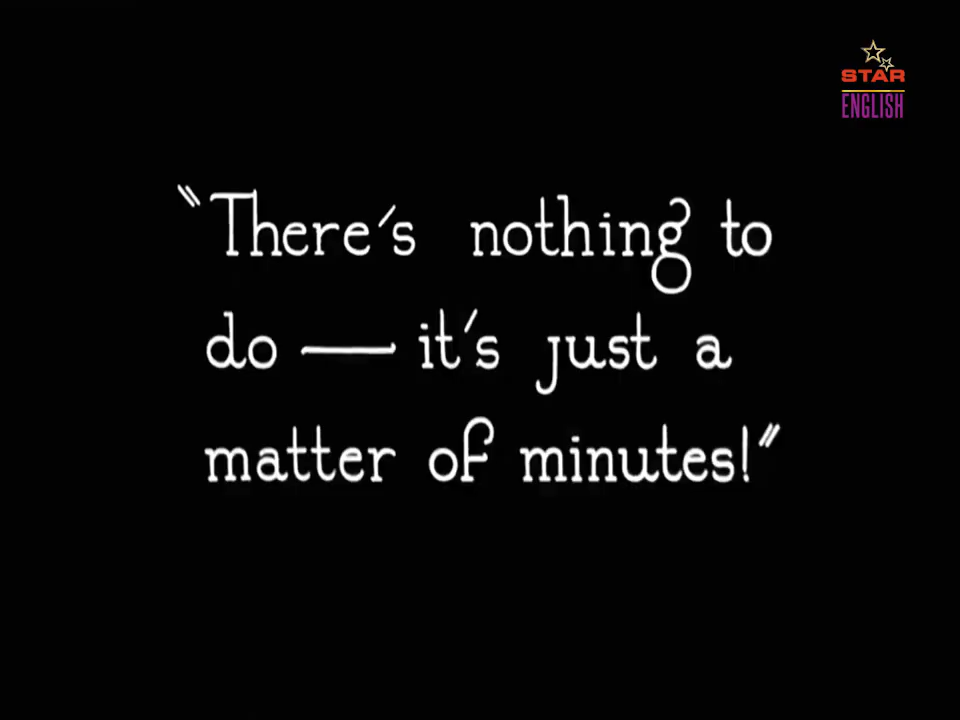 STAR
ENGLISH
"There's nothing to
do — it's just a
matter of minutes!"